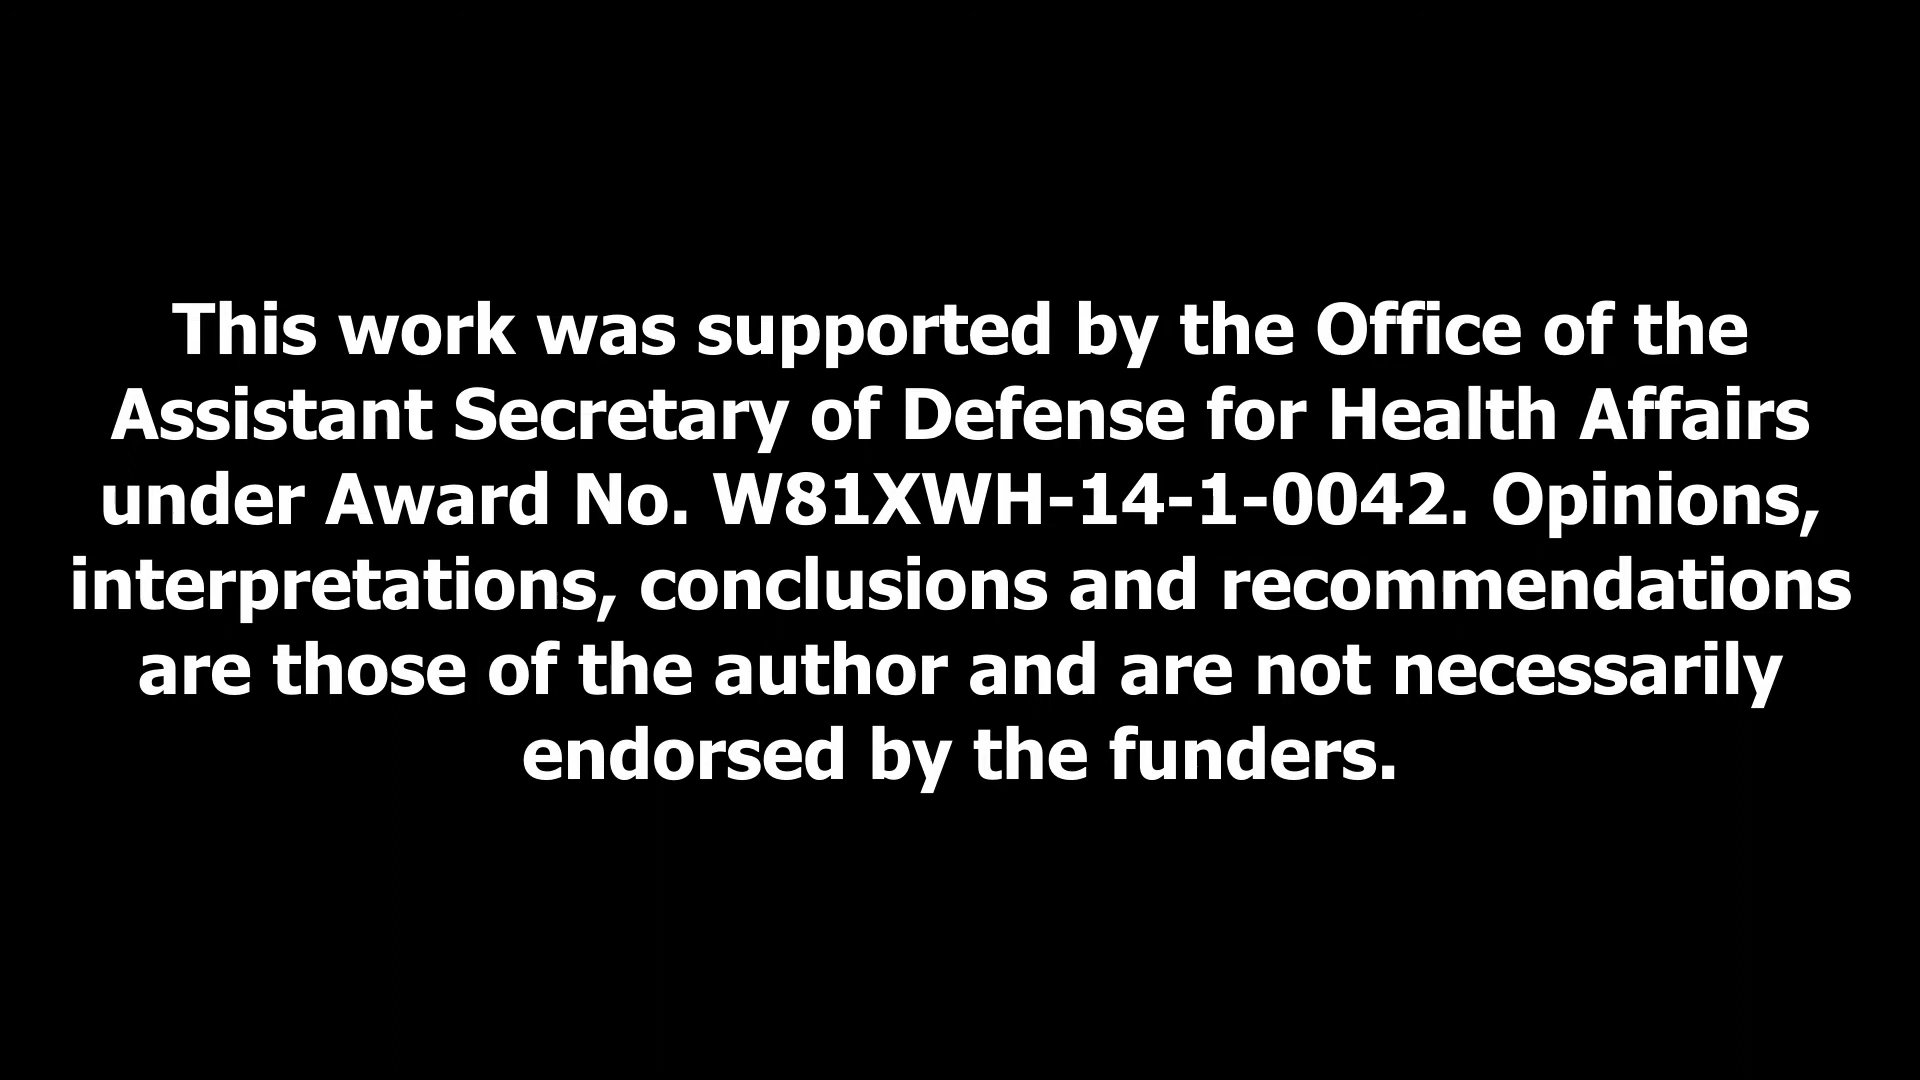 This work was supported by the Office of the
Assistant Secretary of Defense for Health Affairs
under Award No. W81XWH-14-1-0042. Opinions,
interpretations, conclusions and recommendations
are those of the author and are not necessarily
endorsed by the funders.